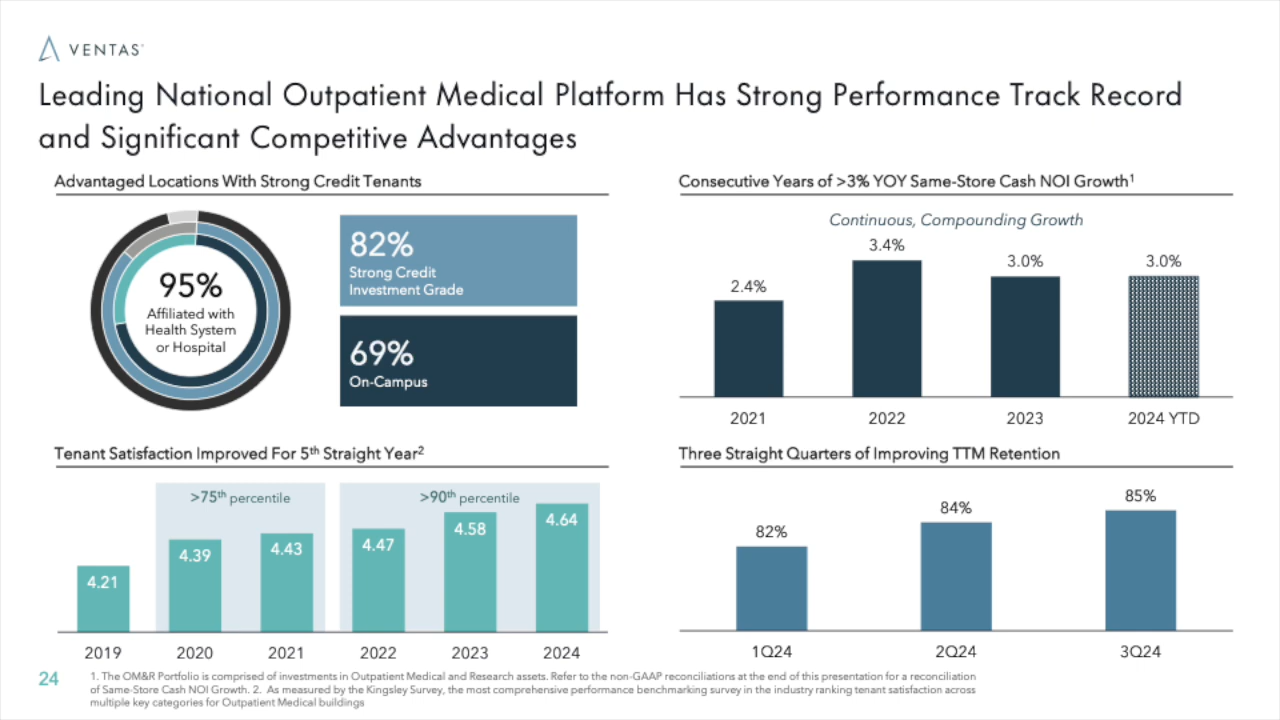 VENTAS
Leading National Outpatient Medical Platform Has Strong Performance Track Record
and Significant Competitive Advantages
Advantaged Locations With Strong Credit Tenants
95%
Affiliated with
Health System
or Hospital
82%
Strong Credit
Investment Grade
69%
On-Campus
Consecutive Years of >3% YOY Same-Store Cash NOI Growth¹
Continuous, Compounding Growth
2.4%
3.4%
3.0%
3.0%
2021
2022
2023
2024 YTD
Tenant Satisfaction Improved For 5th Straight Year²
>75th percentile
>90th percentile
4.21
4.39
4.43
4.47
4.58
4.64
2019
2020
2021
2022
2023
2024
Three Straight Quarters of Improving TTM Retention
82%
84%
85%
1Q24
2Q24
3Q24
24
1. The OM&R Portfolio is comprised of investments in Outpatient Medical and Research assets. Refer to the non-GAAP reconciliations at the end of this presentation for a reconciliation
of Same-Store Cash NOI Growth. 2. As measured by the Kingsley Survey, the most comprehensive performance benchmarking survey in the industry ranking tenant satisfaction across
multiple key categories for Outpatient Medical buildings